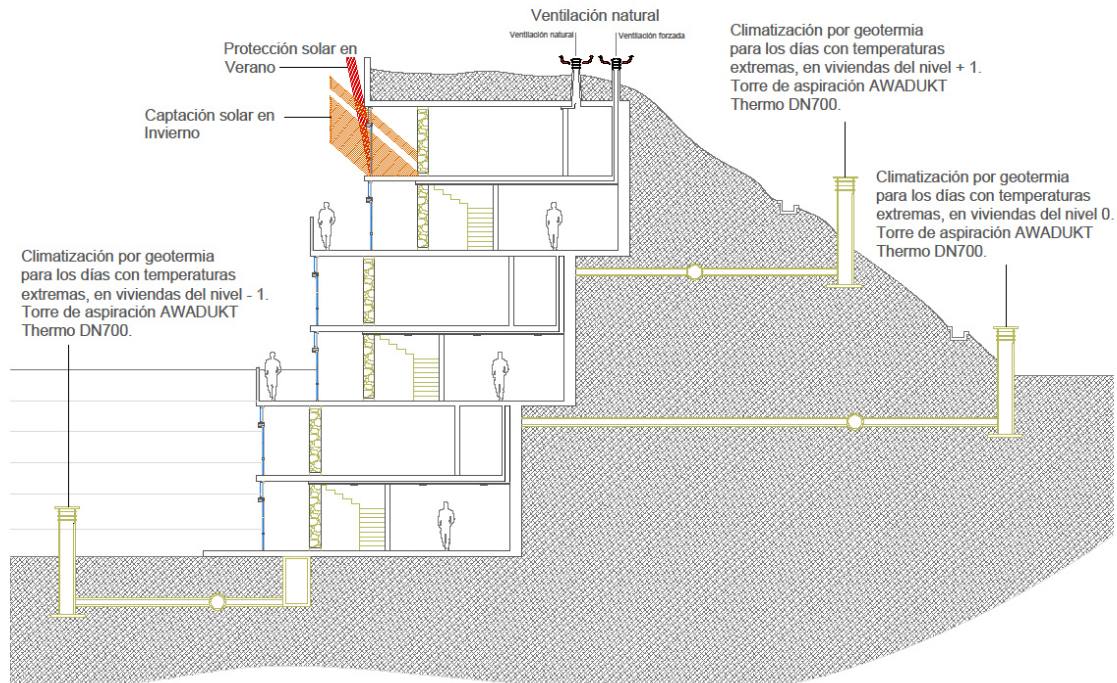 Ventilación natural
Ventilación natural
Ventilación forzada
Protección solar en
Verano
Captación solar en
Invierno
Climatización por geotermia
para los días con temperaturas
extremas, en viviendas del nivel + 1.
Torre de aspiración AWADUKT
Thermo DN700.
Climatización por geotermia
para los días con temperaturas
extremas, en viviendas del nivel 0.
Torre de aspiración AWADUKT
Thermo DN700.
Climatización por geotermia
para los días con temperaturas
extremas, en viviendas del nivel - 1.
Torre de aspiración AWADUKT
Thermo DN700.